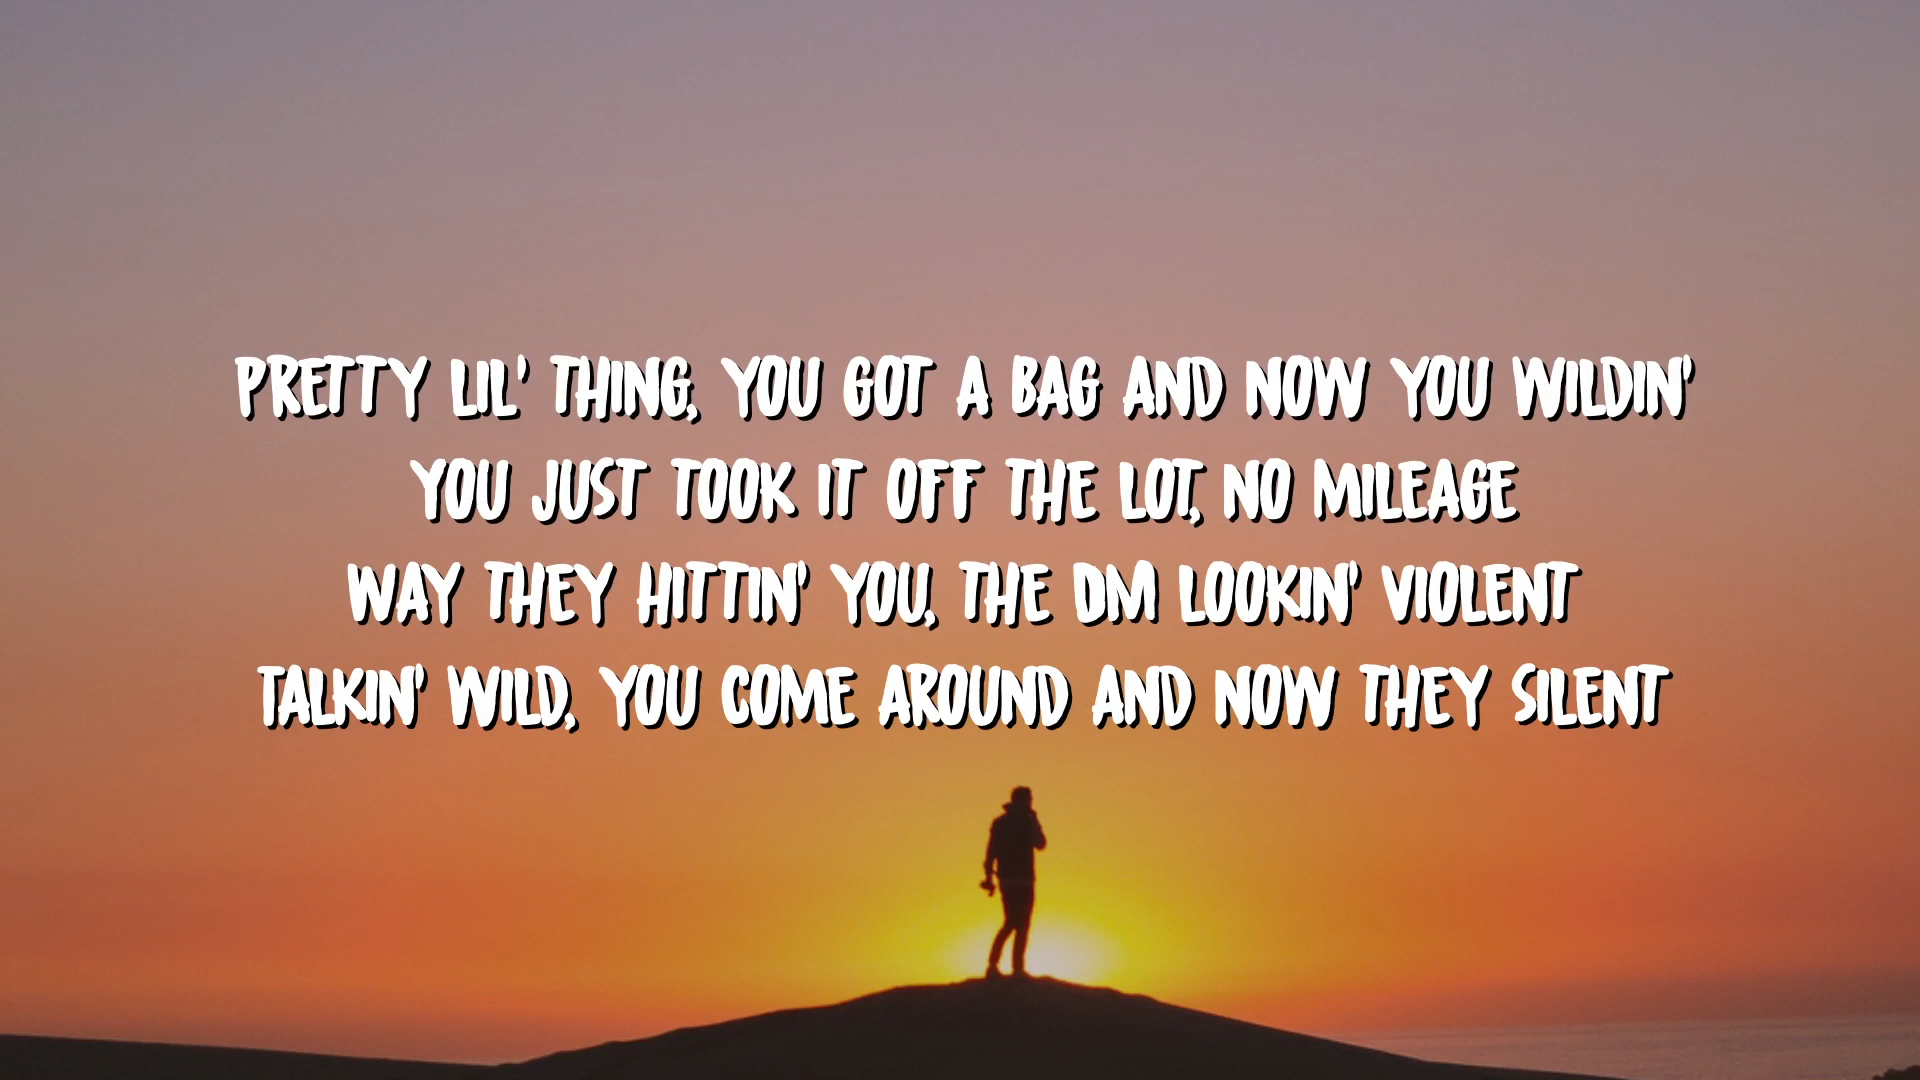 PRETTY LIL' THING, YOU GOT A BAG AND NOW YOU WILDIN'
YOU JUST TOOK IT OFF THE LOT, NO MILEAGE
WAY THEY HITTIN' YOU, THE DM LOOKIN' VIOLENT
TALKIN' WILD, YOU COME AROUND AND NOW THEY SILENT